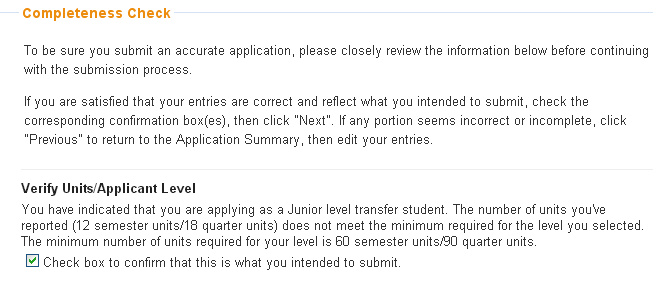 Completeness Check
To be sure you submit an accurate application, please closely review the information below before continuing
with the submission process.
If you are satisfied that your entries are correct and reflect what you intended to submit, check the
corresponding confirmation box(es), then click "Next". If any portion seems incorrect or incomplete, click
"Previous" to return to the Application Summary, then edit your entries.
Verify Units/Applicant Level
You have indicated that you are applying as a Junior level transfer student. The number of units you've
reported (12 semester units/18 quarter units) does not meet the minimum required for the level you selected.
The minimum number of units required for your level is 60 semester units/90 quarter units.
Check box to confirm that this is what you intended to submit.